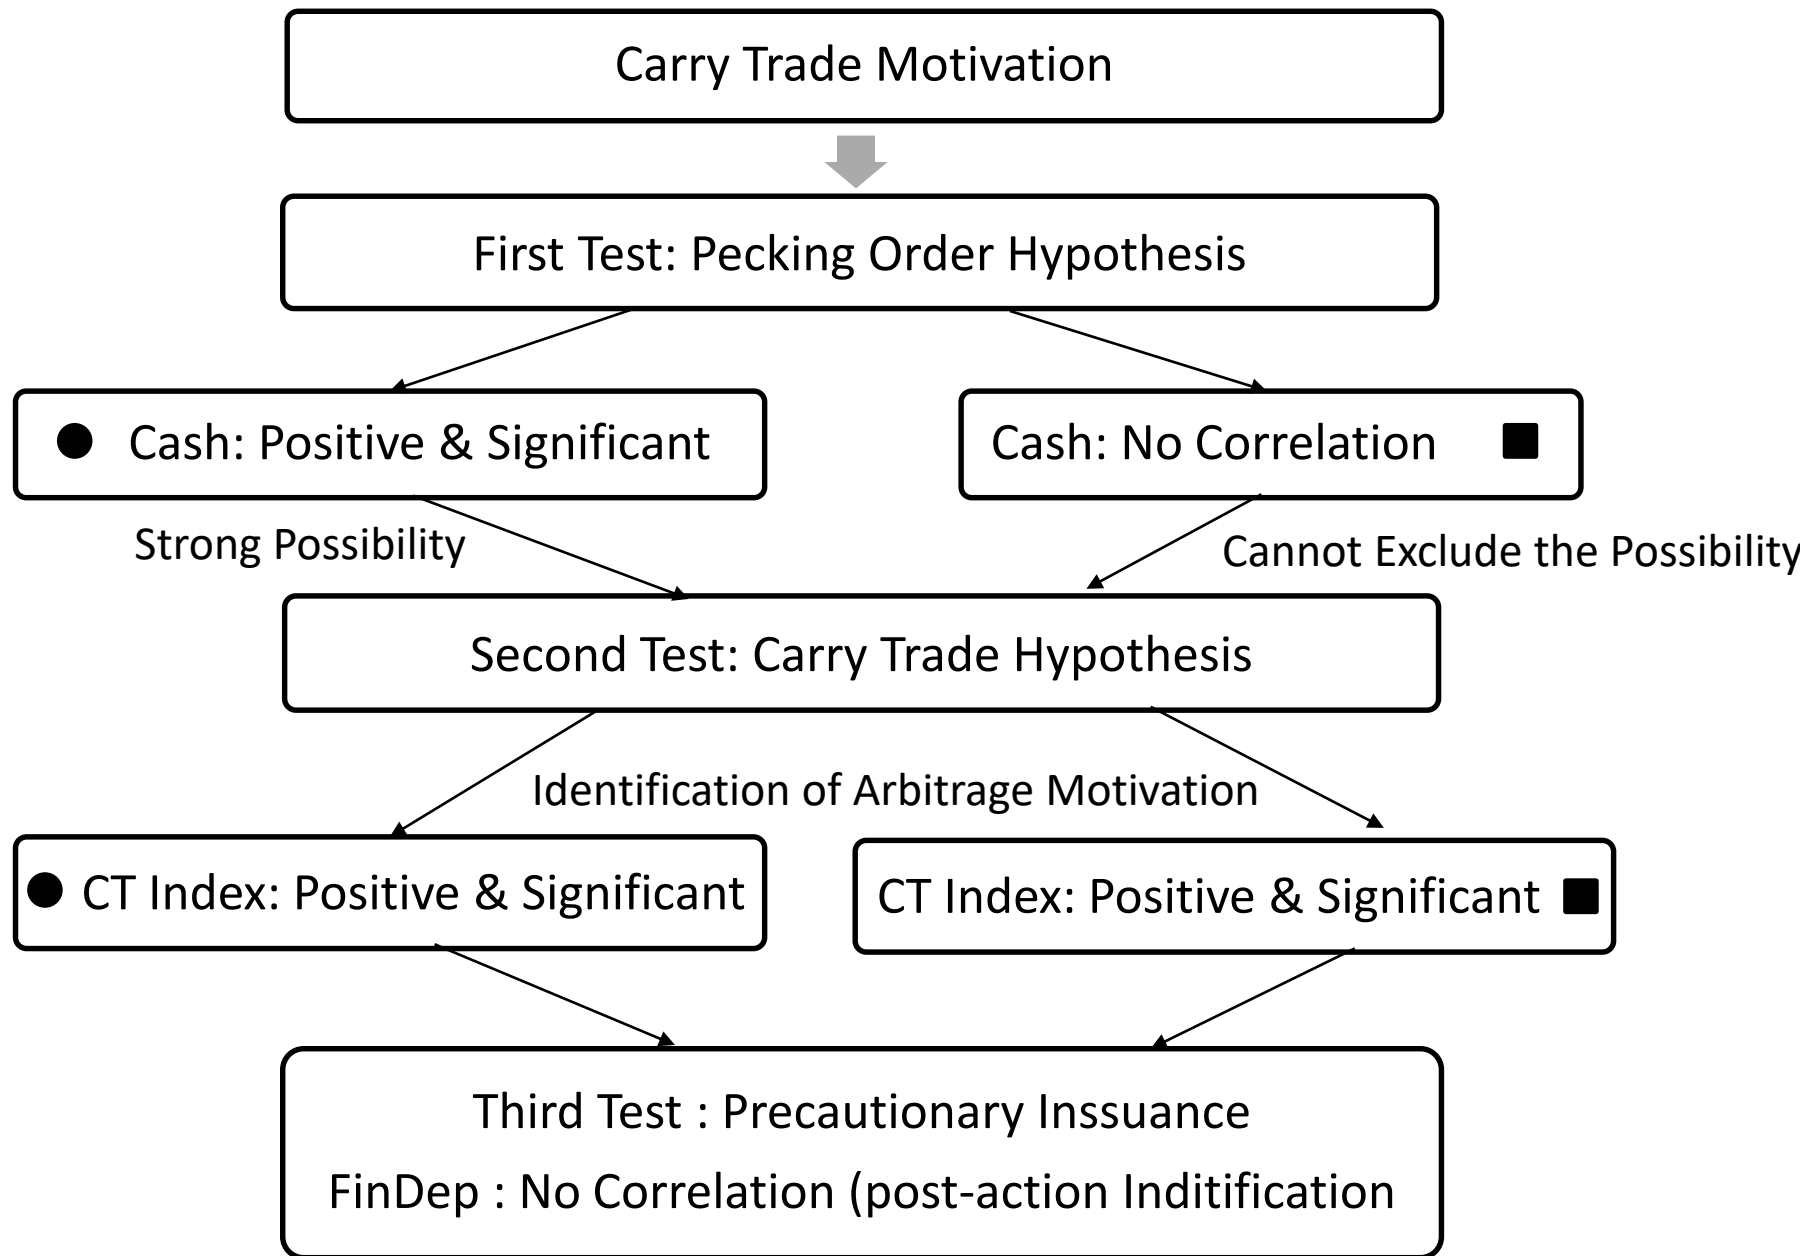 Carry Trade Motivation
First Test: Pecking Order Hypothesis
Cash: Positive & Significant
Cash: No Correlation
Strong Possibility
Cannot Exclude the Possibility
Second Test: Carry Trade Hypothesis
Identification of Arbitrage Motivation
CT Index: Positive & Significant
CT Index: Positive & Significant
Third Test : Precautionary Inssuance
FinDep : No Correlation (post-action Inditification